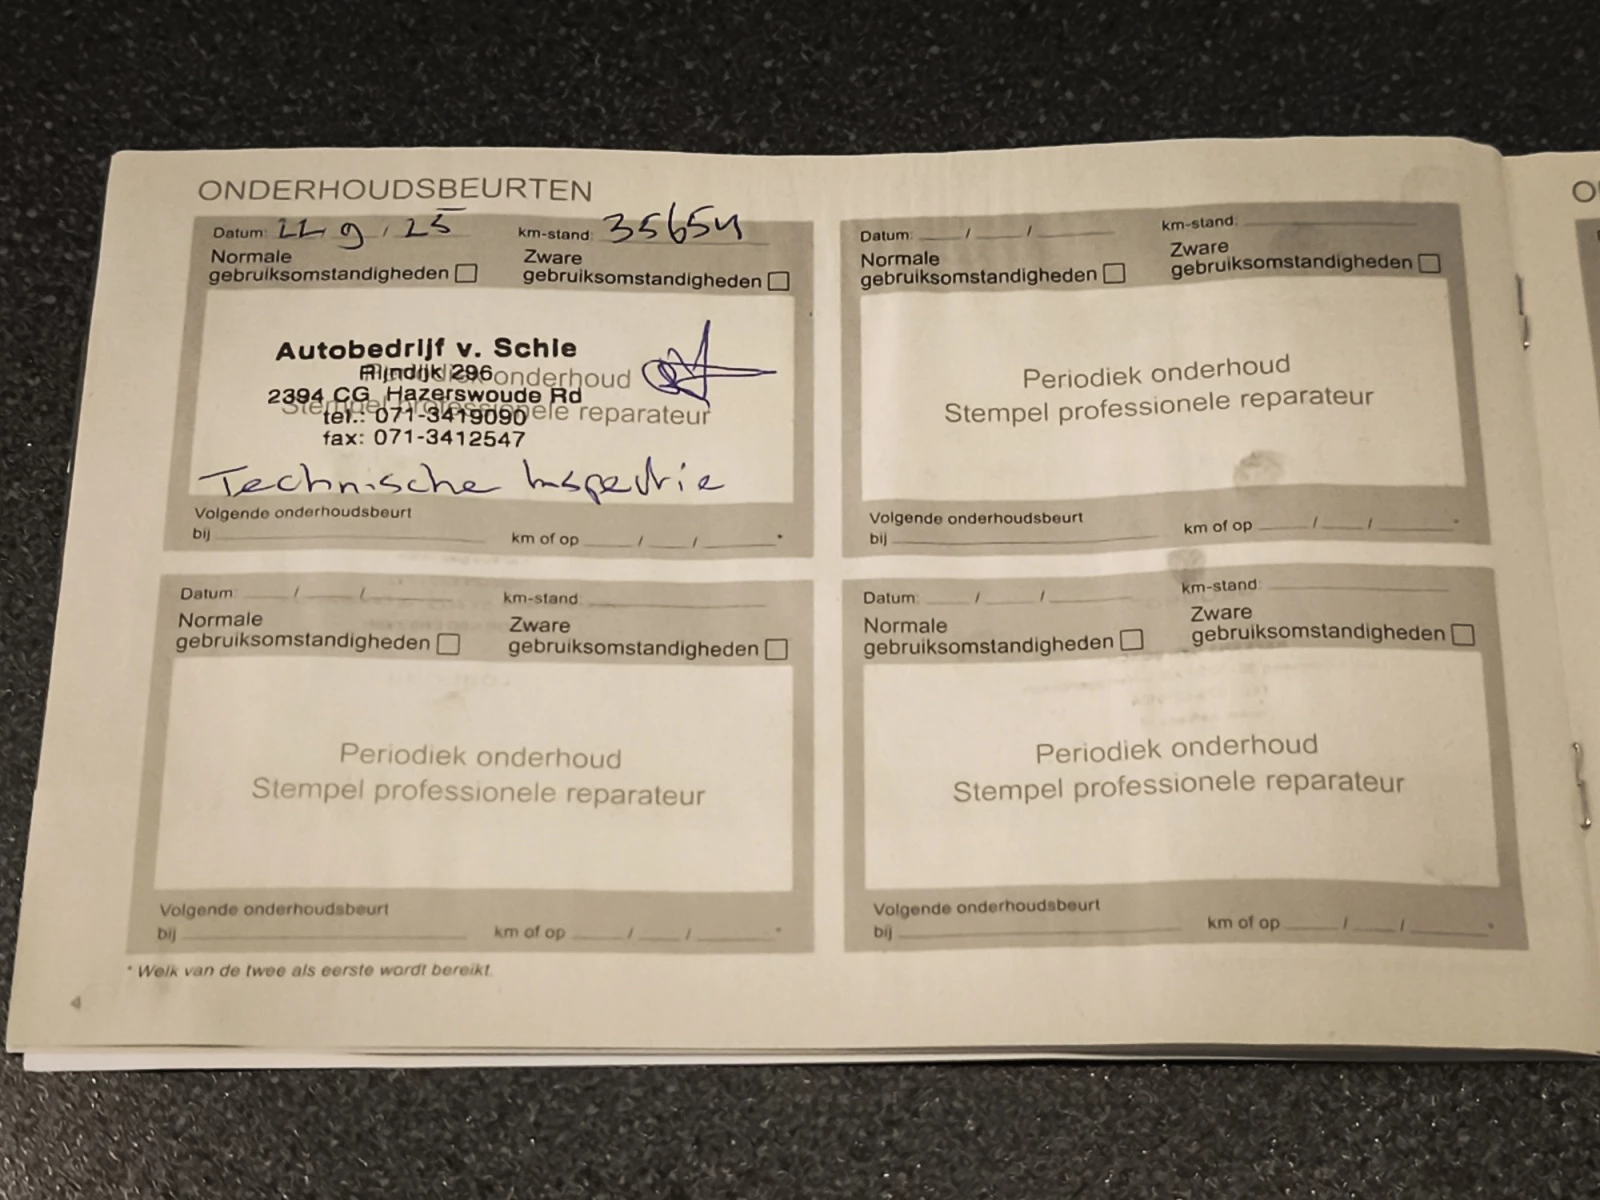 ONDERHOUDSBEURTEN
Datum: 22 / 9 / 25 km-stand: 35654
Normale gebruiksomstandigheden
Zware gebruiksomstandigheden
Autobedrijf v. Schie
Rijndijk 296
2394 CG Hazerswoude Rd
tel.: 071-3419090
fax: 071-3412547
Periodiek onderhoud
Stempel professionele reparateur
Technische Inspectie
Volgende onderhoudsbeurt
bij km of op / / *
Datum: / / km-stand:
Normale gebruiksomstandigheden
Zware gebruiksomstandigheden
Periodiek onderhoud
Stempel professionele reparateur
Volgende onderhoudsbeurt
bij km of op / / *
Datum: / / km-stand:
Normale gebruiksomstandigheden
Zware gebruiksomstandigheden
Periodiek onderhoud
Stempel professionele reparateur
Volgende onderhoudsbeurt
bij km of op / / *
Datum: / / km-stand:
Normale gebruiksomstandigheden
Zware gebruiksomstandigheden
Periodiek onderhoud
Stempel professionele reparateur
Volgende onderhoudsbeurt
bij km of op / / *
* Welk van de twee als eerste wordt bereikt.
4